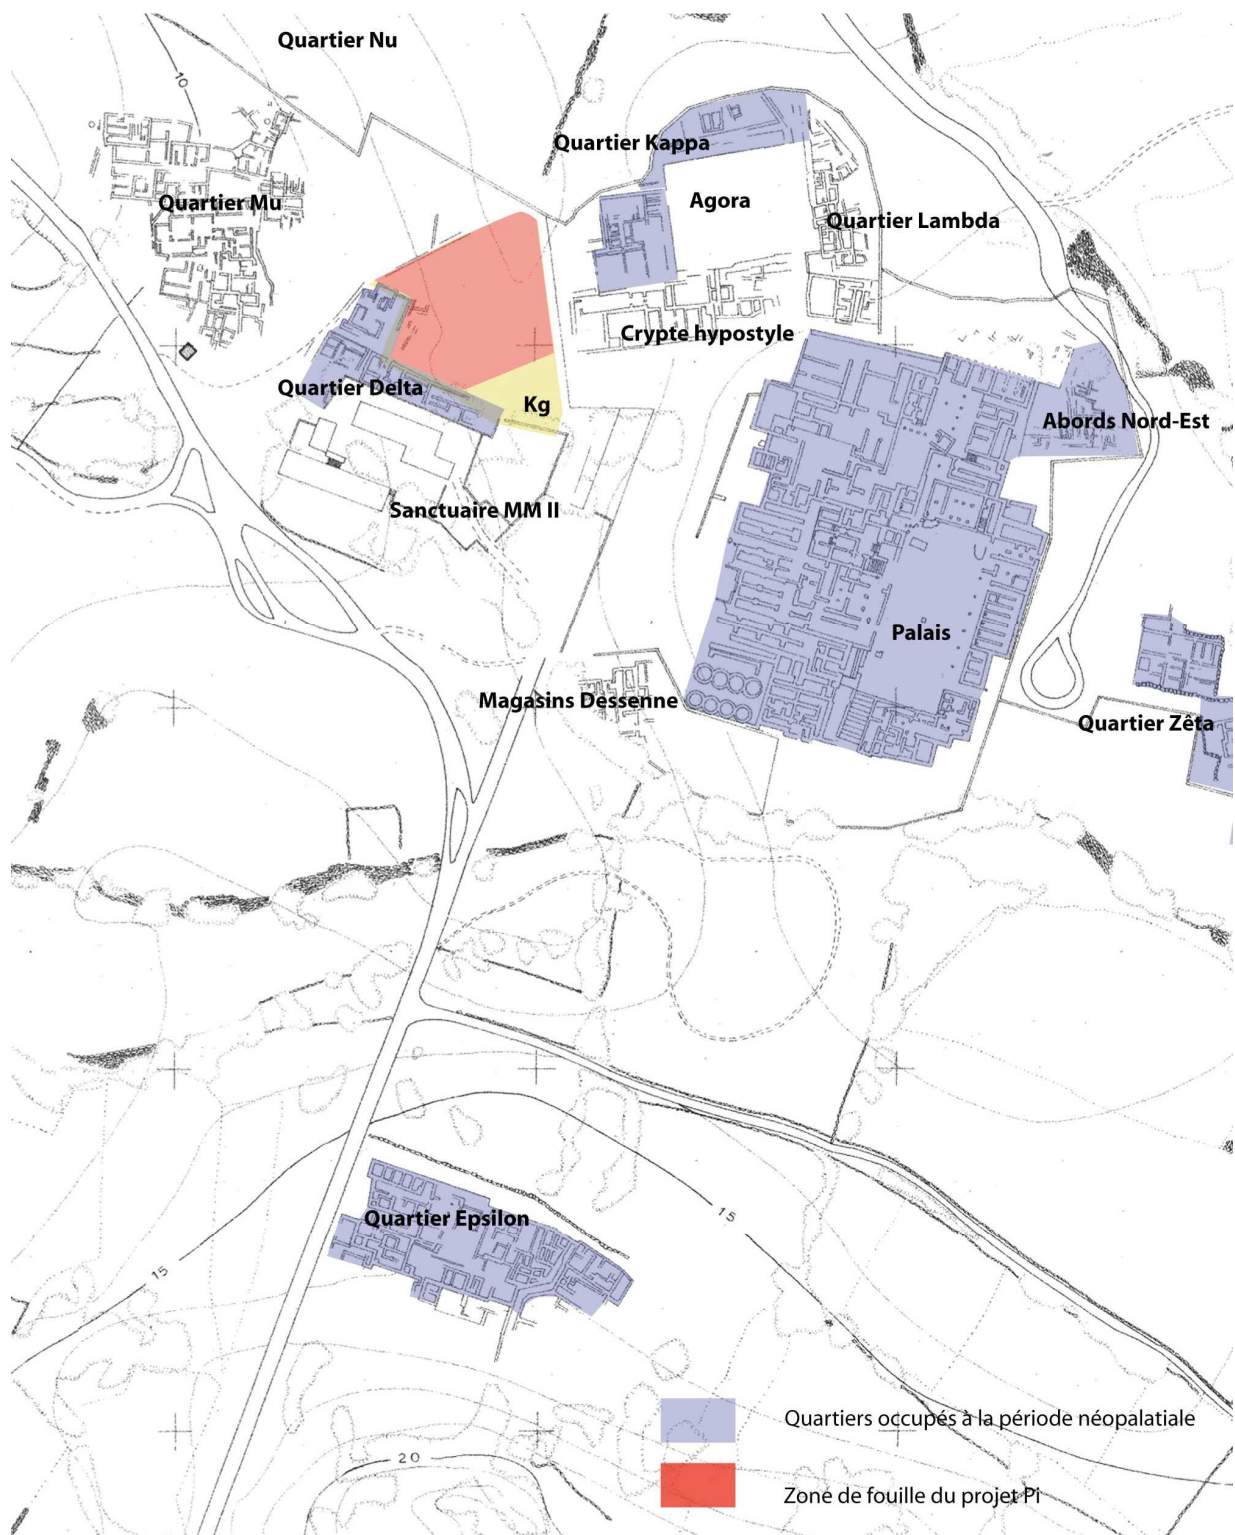 Quartier Nu
10
Quartier Kappa
Quartier Mu
Agora
Quartier Lambda
Crypte hypostyle
Quartier Delta
Kg
Abords Nord-Est
Sanctuaire MM II
Palais
Magasins Dessenne
Quartier Zêta
15
Quartier Epsilon
15
Quartiers occupés à la période néopalatiale
20
Zone de fouille du projet Pi